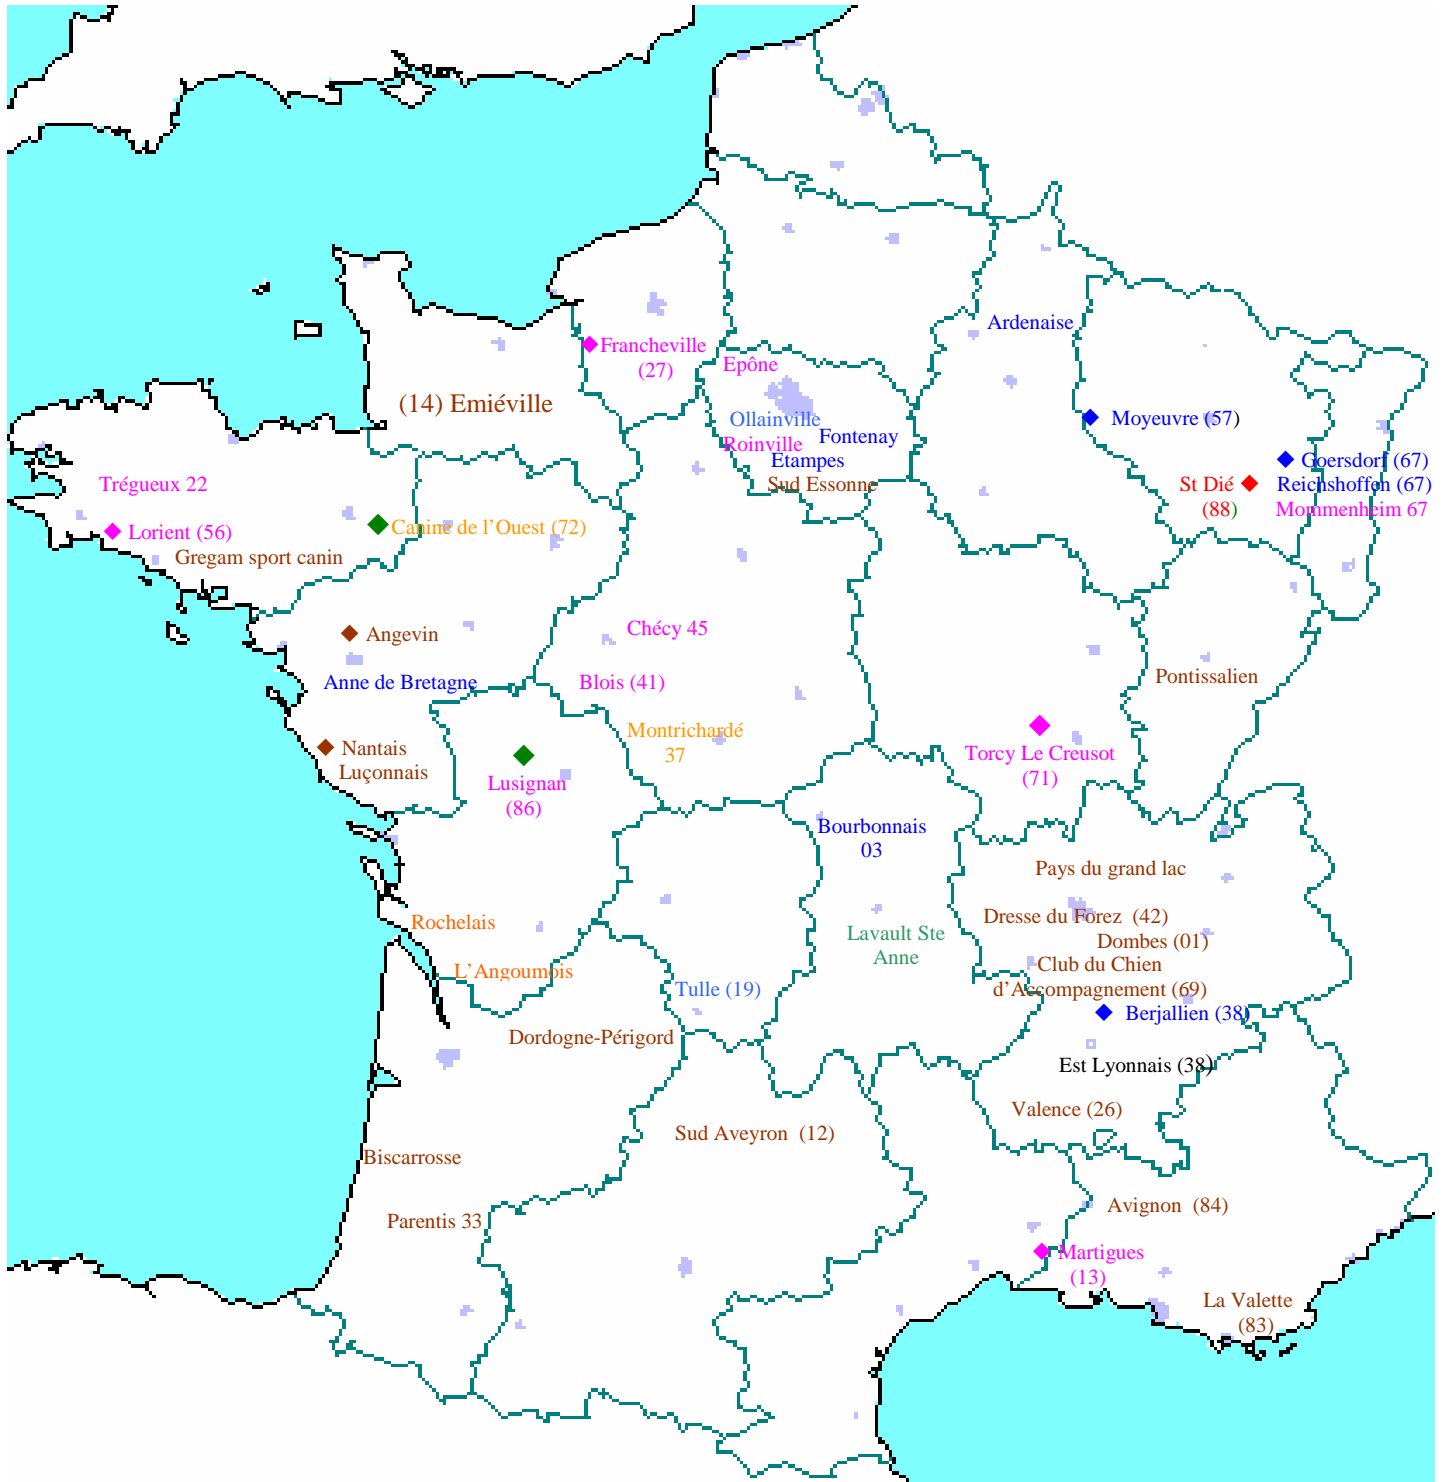 Ardenaise
Francheville
(27)
Epône
(14) Emiéville
Ollainville
Fontenay
Roinville
Etampes
Sud Essonne
Moyeuvre (57)
Goersdorf (67)
St Dié
(88)
Reichshoffen (67)
Mommenheim 67
Trégueux 22
Lorient (56)
Canine de l’Ouest (72)
Gregam sport canin
Angevin
Chécy 45
Anne de Bretagne
Blois (41)
Pontissalien
Montrichardé
37
Nantais
Luçonnais
Lusignan
(86)
Torcy Le Creusot
(71)
Bourbonnais
03
Pays du grand lac
Rochelais
Dresse du Forez  (42)
Lavault Ste
Anne
Dombes (01)
L’Angoumois
Club du Chien
d’Accompagnement (69)
Tulle (19)
Berjallien (38)
Dordogne-Périgord
Est Lyonnais (38)
Valence (26)
Sud Aveyron  (12)
Biscarrosse
Parentis 33
Avignon  (84)
Martigues
(13)
La Valette
(83)